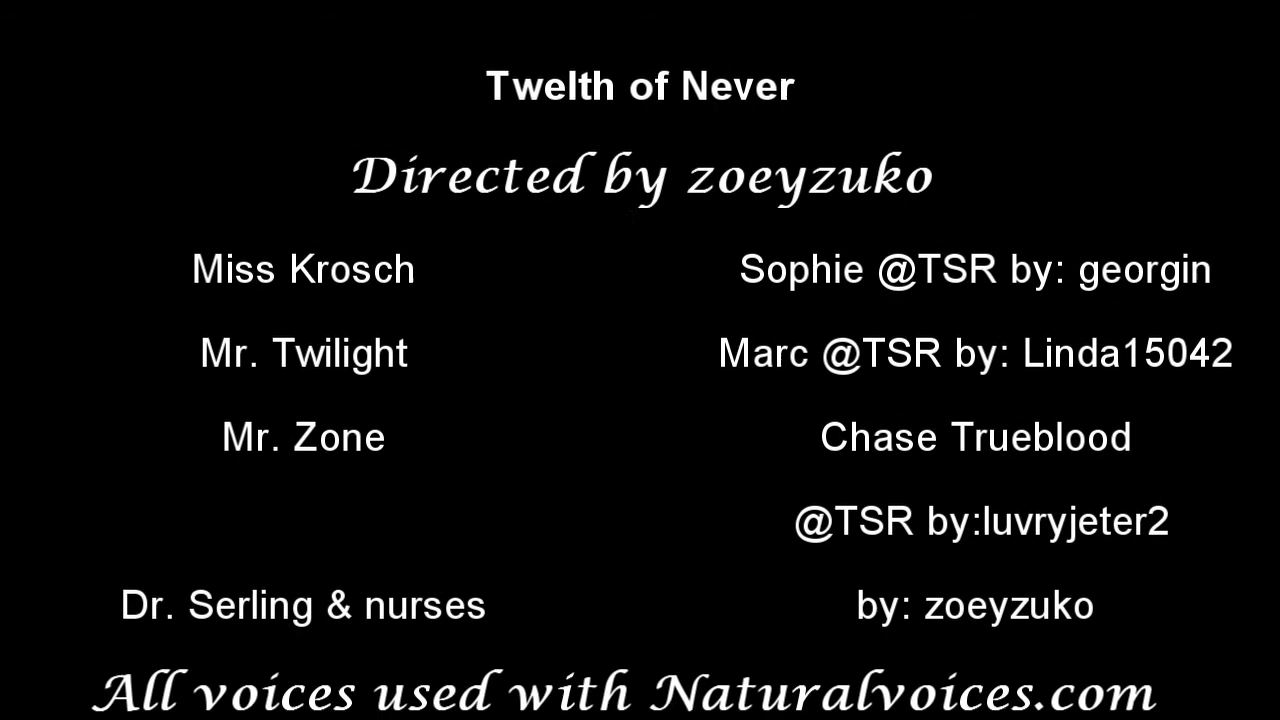 Twelth of Never
Directed by zoeyzuko
Miss Krosch Sophie @TSR by: georgin
Mr. Twilight Marc @TSR by: Linda15042
Mr. Zone Chase Trueblood
@TSR by:luvryjeter2
Dr. Serling & nurses by: zoeyzuko
All voices used with Naturalvoices.com